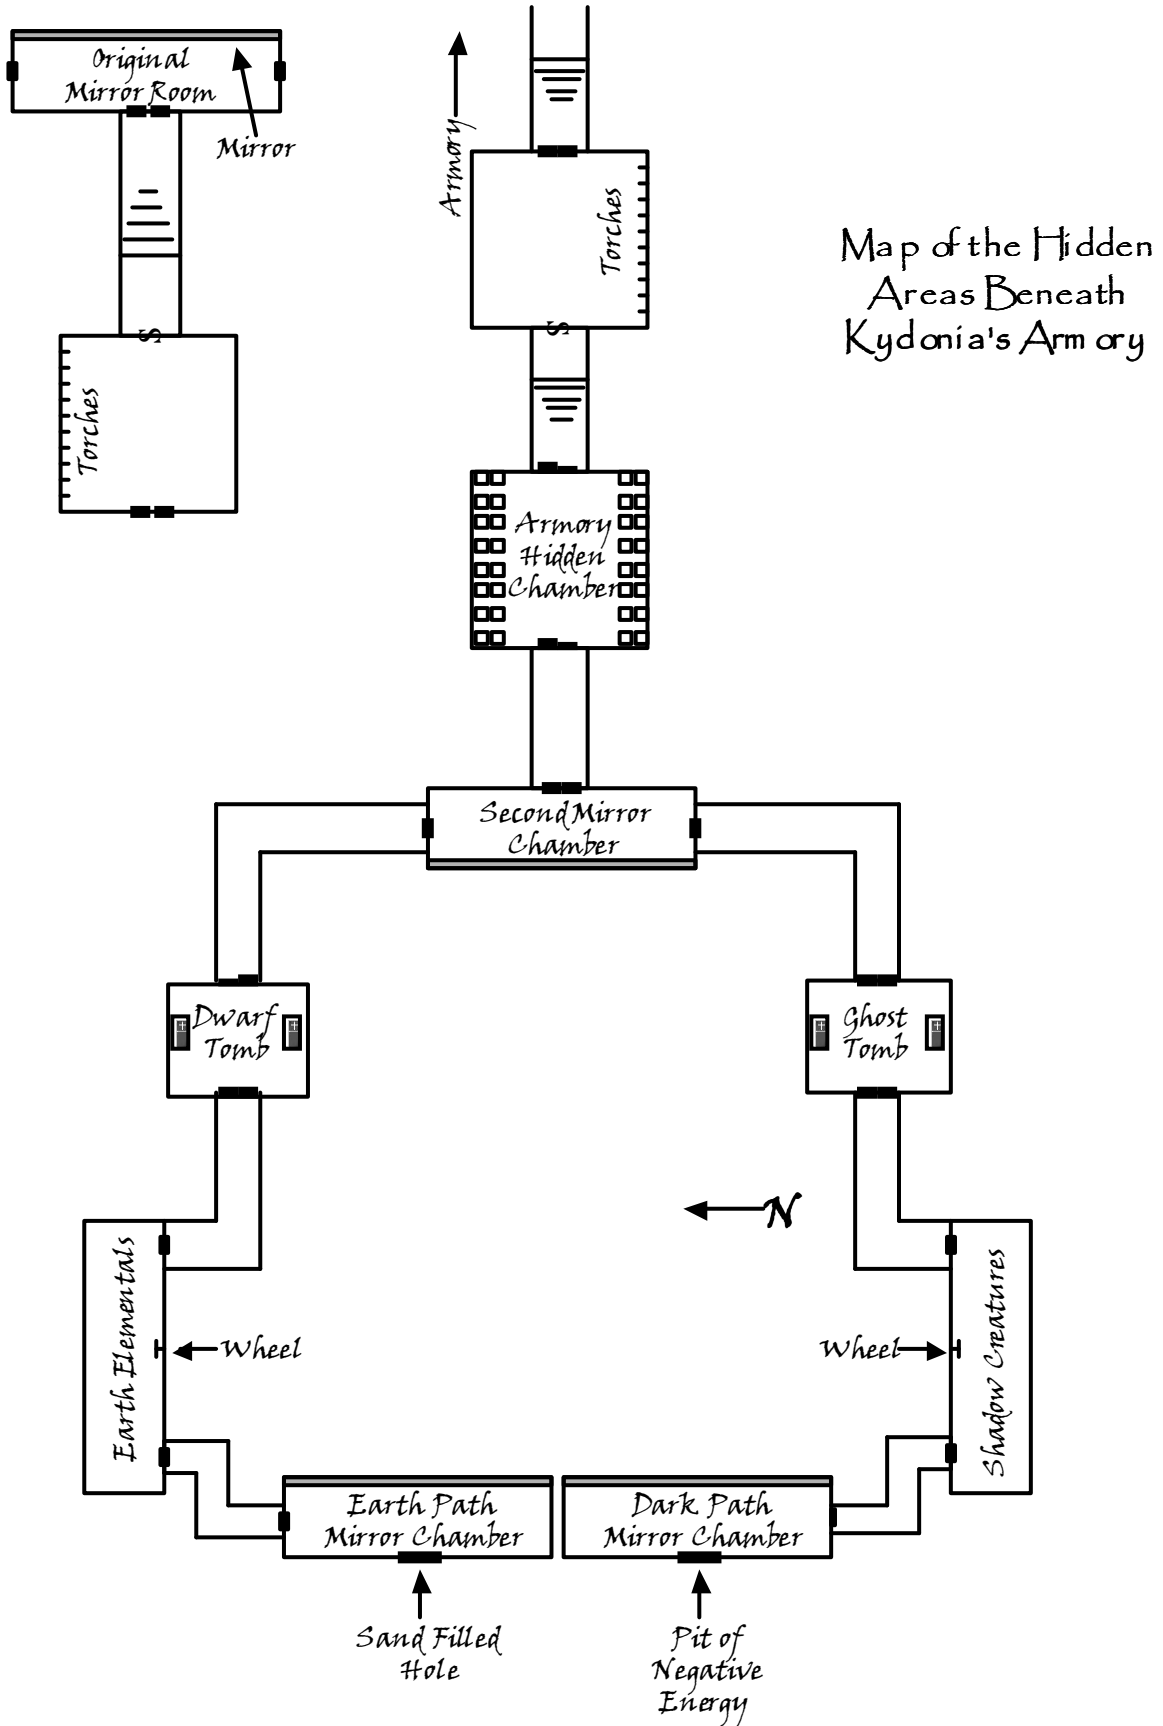 Original
Mirror Room
Mirror
Armory
Torches
Map of the Hidden
Areas Beneath
Kydonia's Armory
S
S
Torches
Armory
Hidden
Chamber
Second Mirror
Chamber
Dwarf
Tomb
Ghost
Tomb
N
Earth Elementals
Wheel
Wheel
Shadow Creatures
Earth Path
Mirror Chamber
Dark Path
Mirror Chamber
Sand Filled
Hole
Pit of
Negative
Energy